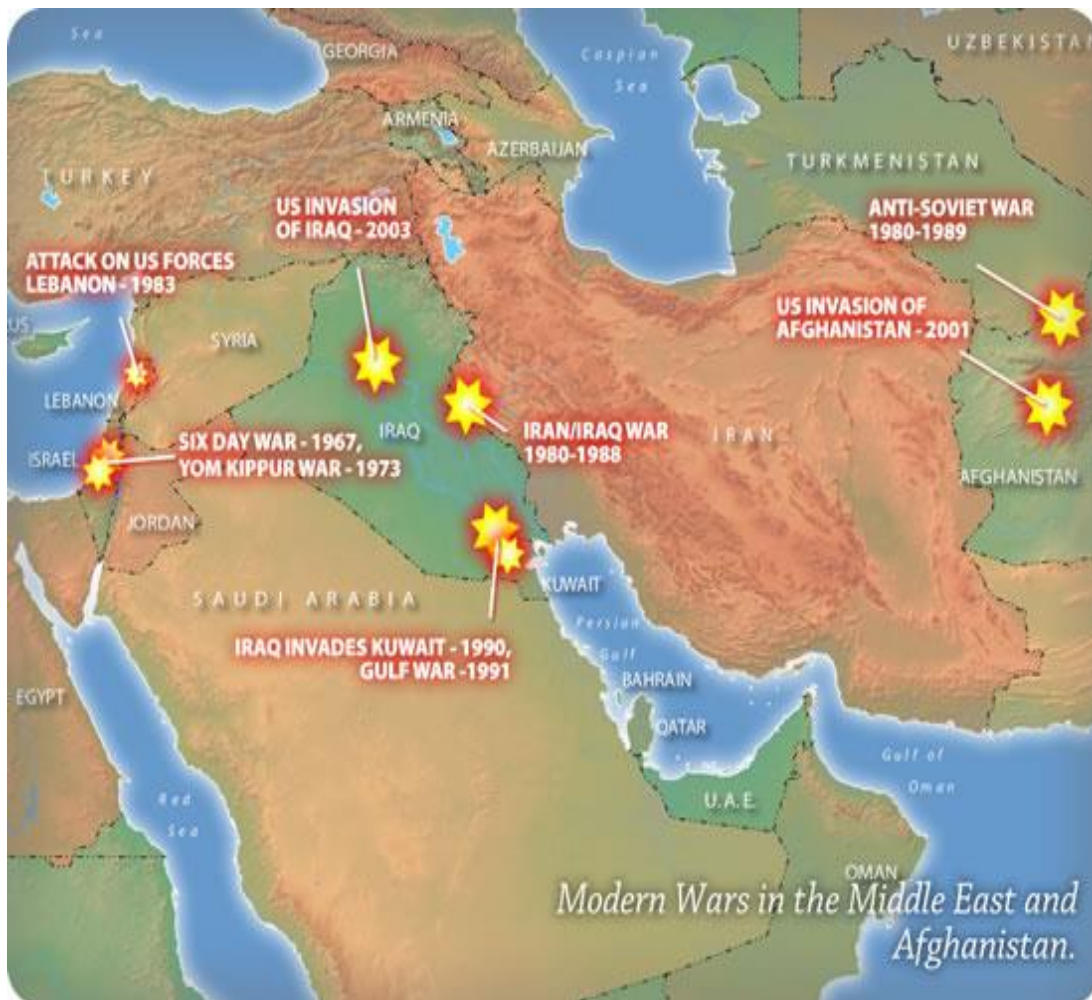 Sea
GEORGIA
Caspian
Sea
UZBEKISTAN
ARMENIA
AZERBAIJAN
TURKEY
TURKMENISTAN
US INVASION
OF IRAQ - 2003
ANTI-SOVIET WAR
1980-1989
ATTACK ON US FORCES
LEBANON - 1983
US INVASION OF
AFGHANISTAN - 2001
RUS
SYRIA
LEBANON
IRAQ
IRAN/IRAQ WAR
1980-1988
IRAN
SIX DAY WAR - 1967,
YOM KIPPUR WAR - 1973
ISRAEL
AFGHANISTAN
JORDAN
KUWAIT
SAUDI ARABIA
Persian
Gulf
IRAQ INVADES KUWAIT - 1990,
GULF WAR -1991
EGYPT
BAHRAIN
QATAR
Gulf of
Oman
U.A.E.
Red
Sea
OMAN
Modern Wars in the Middle East and
Afghanistan.